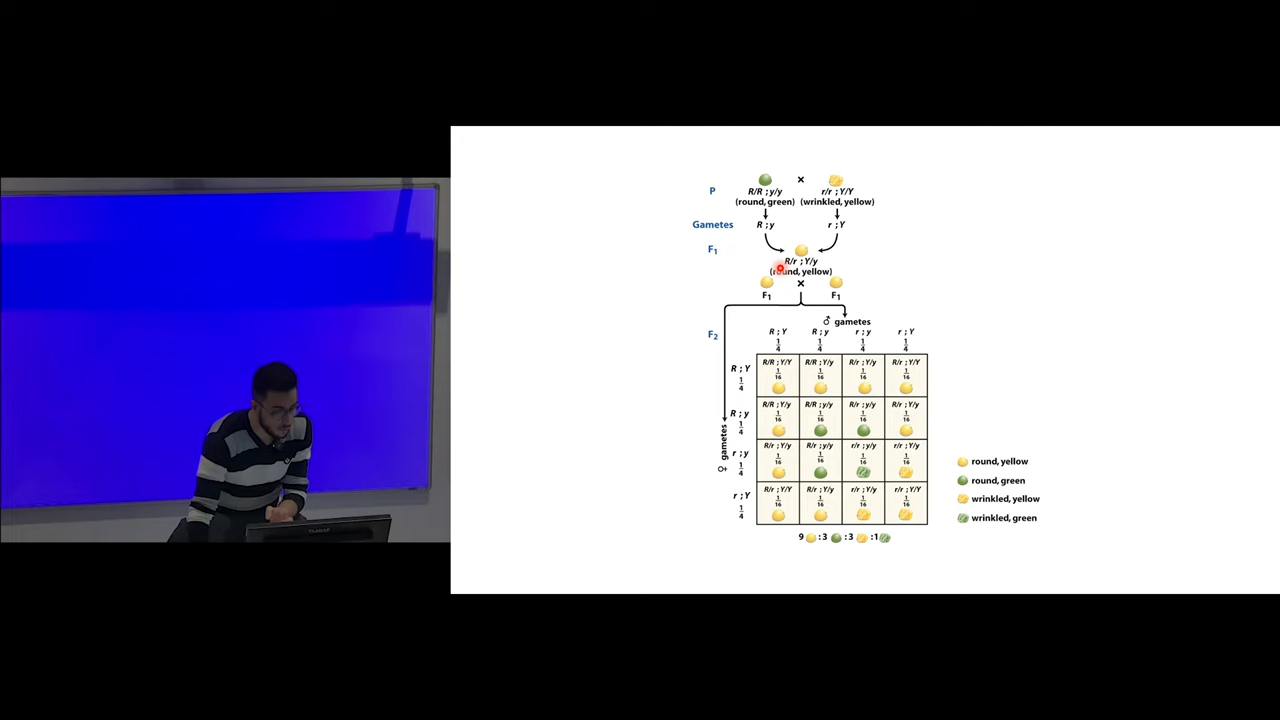 P
×
R/R ; y/y
r/r ; Y/Y
(round, green)
(wrinkled, yellow)
Gametes
R ; y
r ; Y
F1
R/r ; Y/y
(round, yellow)
×
F1
F1
♂ gametes
F2
R ; Y
R ; y
r ; y
r ; Y
1/4
1/4
1/4
1/4
R ; Y
1/4
R/R ; Y/Y
R/R ; Y/y
R/r ; Y/y
R/r ; Y/Y
1/16
1/16
1/16
1/16
R ; y
1/4
R/R ; Y/y
R/R ; y/y
R/r ; y/y
R/r ; Y/y
1/16
1/16
1/16
1/16
♀ gametes
r ; y
1/4
R/r ; Y/y
R/r ; y/y
r/r ; y/y
r/r ; Y/y
1/16
1/16
1/16
1/16
r ; Y
1/4
R/r ; Y/Y
R/r ; Y/y
r/r ; Y/y
r/r ; Y/Y
1/16
1/16
1/16
1/16
9 :3 :3 :1
round, yellow
round, green
wrinkled, yellow
wrinkled, green